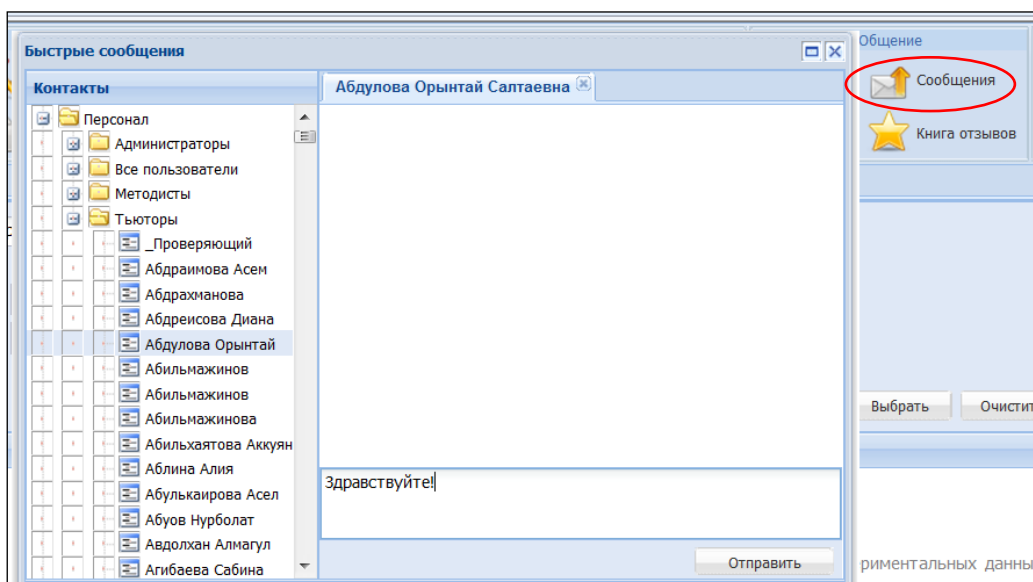 Быстрые сообщения
Контакты
Персонал
Администраторы
Все пользователи
Методисты
Тьюторы
_Проверяющий
Абдраимова Асем
Абдрахманова
Абдреисова Диана
Абдулова Орынтай
Абильмажинов
Абильмажинов
Абильмажинова
Абильхаятова Аккуян
Аблина Алия
Абулькаирова Асел
Абуов Нурболат
Авдолхан Алмагул
Агибаева Сабина
Абдулова Орынтай Салтаевна
Здравствуйте!
Отправить
Общение
Сообщения
Книга отзывов
Выбрать
Очистит
риментальных данны